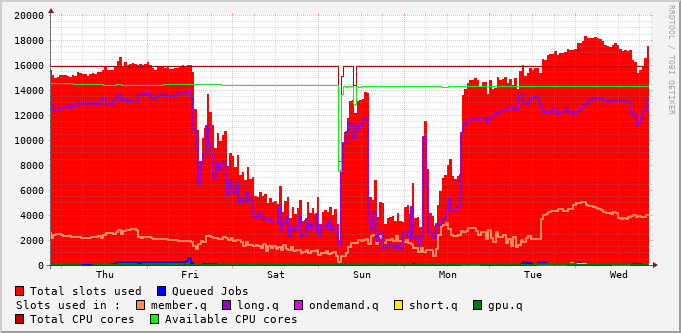 20000
18000
16000
14000
12000
10000
8000
6000
4000
2000
0
Thu Fri Sat Sun Mon Tue Wed
RRDTOOL / TOBI OETIKER
Total slots used Queued Jobs
Slots used in : member.q long.q ondemand.q short.q gpu.q
Total CPU cores Available CPU cores